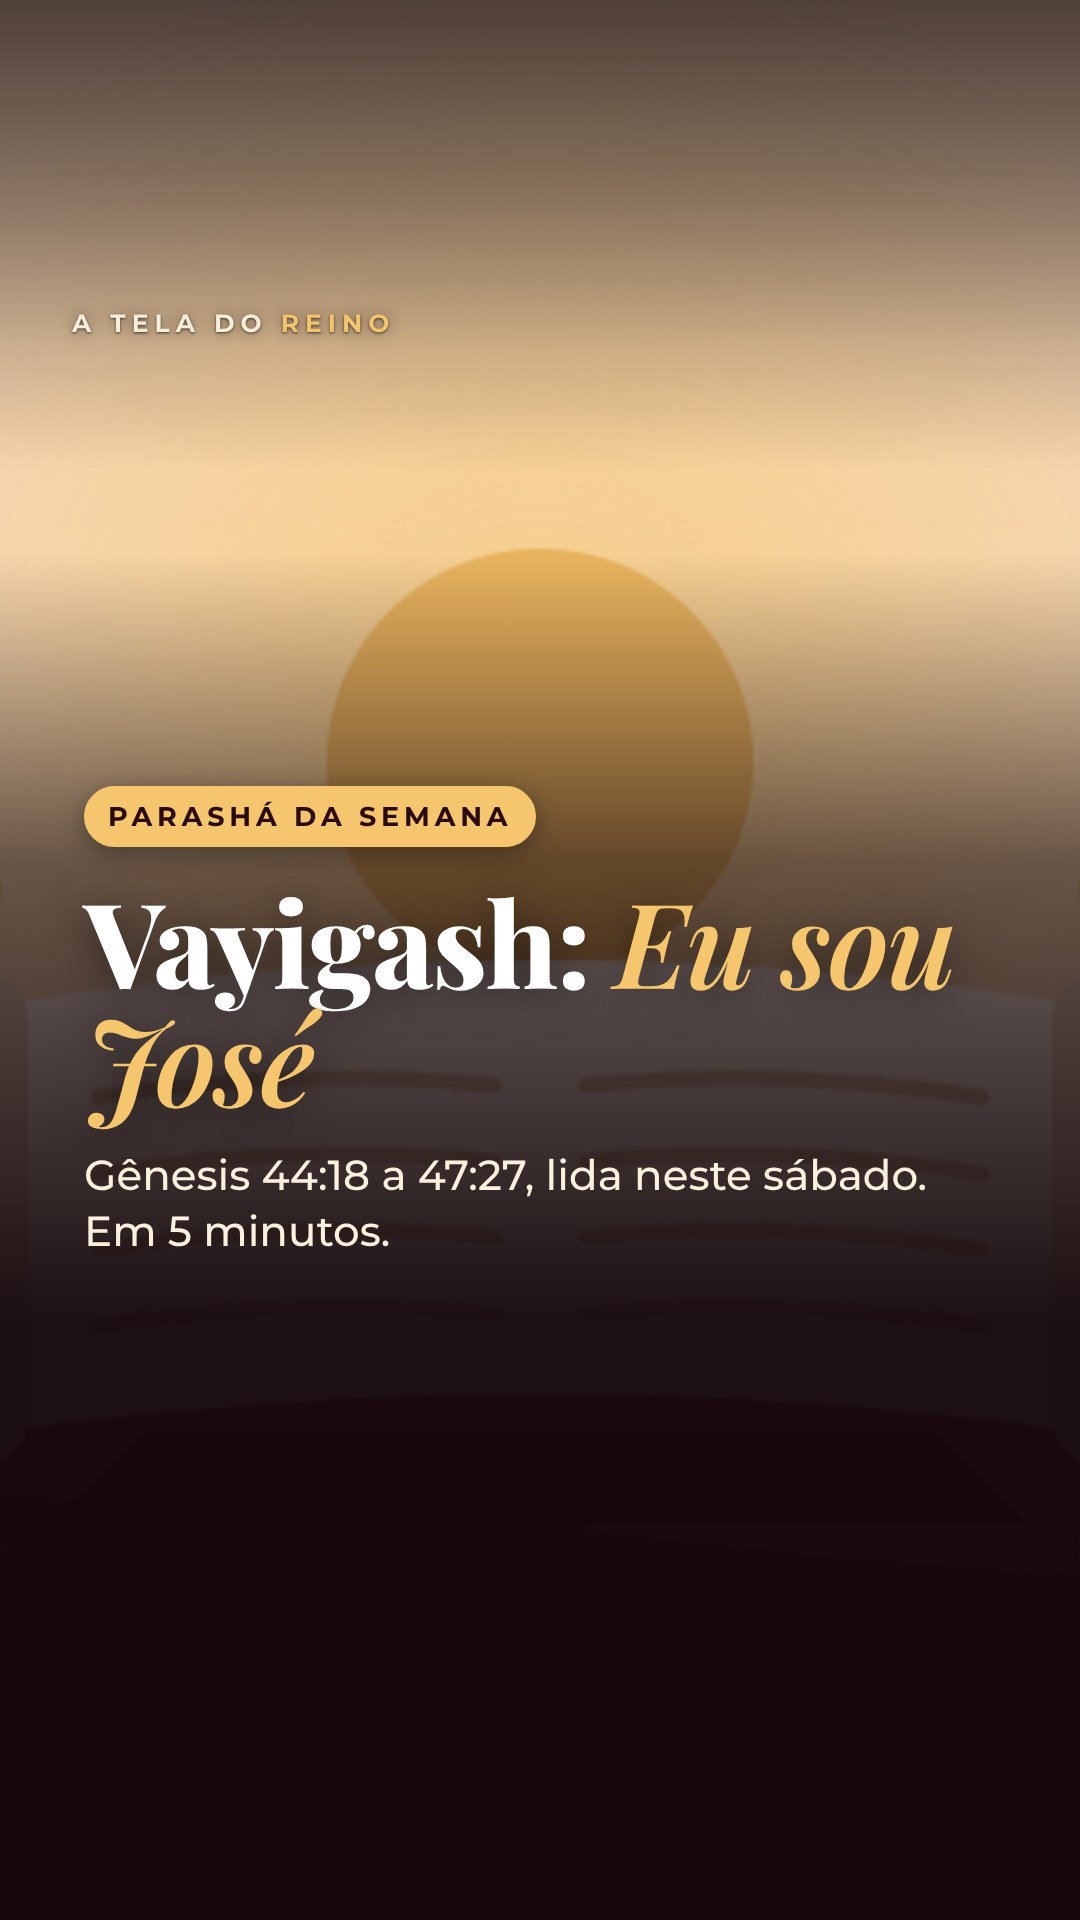 A TELA DO REINO
PARASHÁ DA SEMANA
Vayigash: Eu sou
José
Gênesis 44:18 a 47:27, lida neste sábado.
Em 5 minutos.